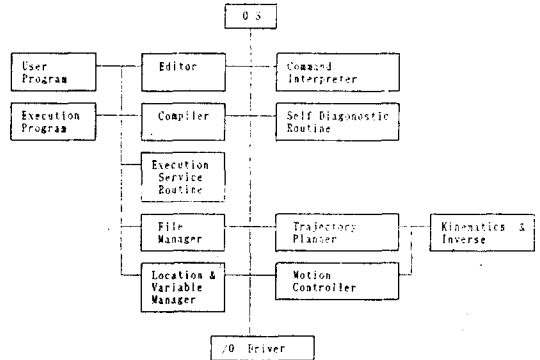 O S
User
Program
Editor
Command
Interpreter
Execution
Program
Compiler
Self Diagonostic
Routine
Execution
Service
Routine
File
Manager
Trajectory
Planner
Kinematics &
Inverse
Location &
Variable
Manager
Motion
Controller
/O Driver